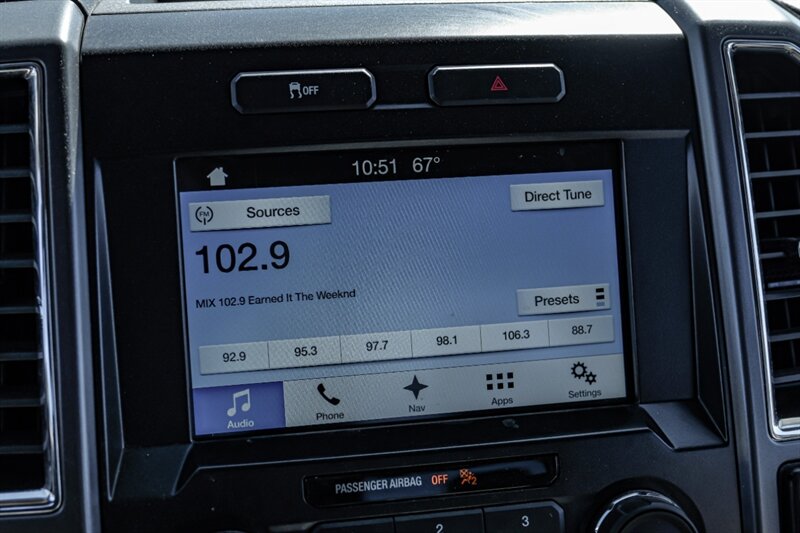 OFF
10:51 67°
FM Sources
Direct Tune
102.9
MIX 102.9 Earned It The Weeknd
Presets
92.9 95.3 97.7 98.1 106.3 88.7
Audio Phone Nav Apps Settings
PASSENGER AIRBAG OFF 2
2 3